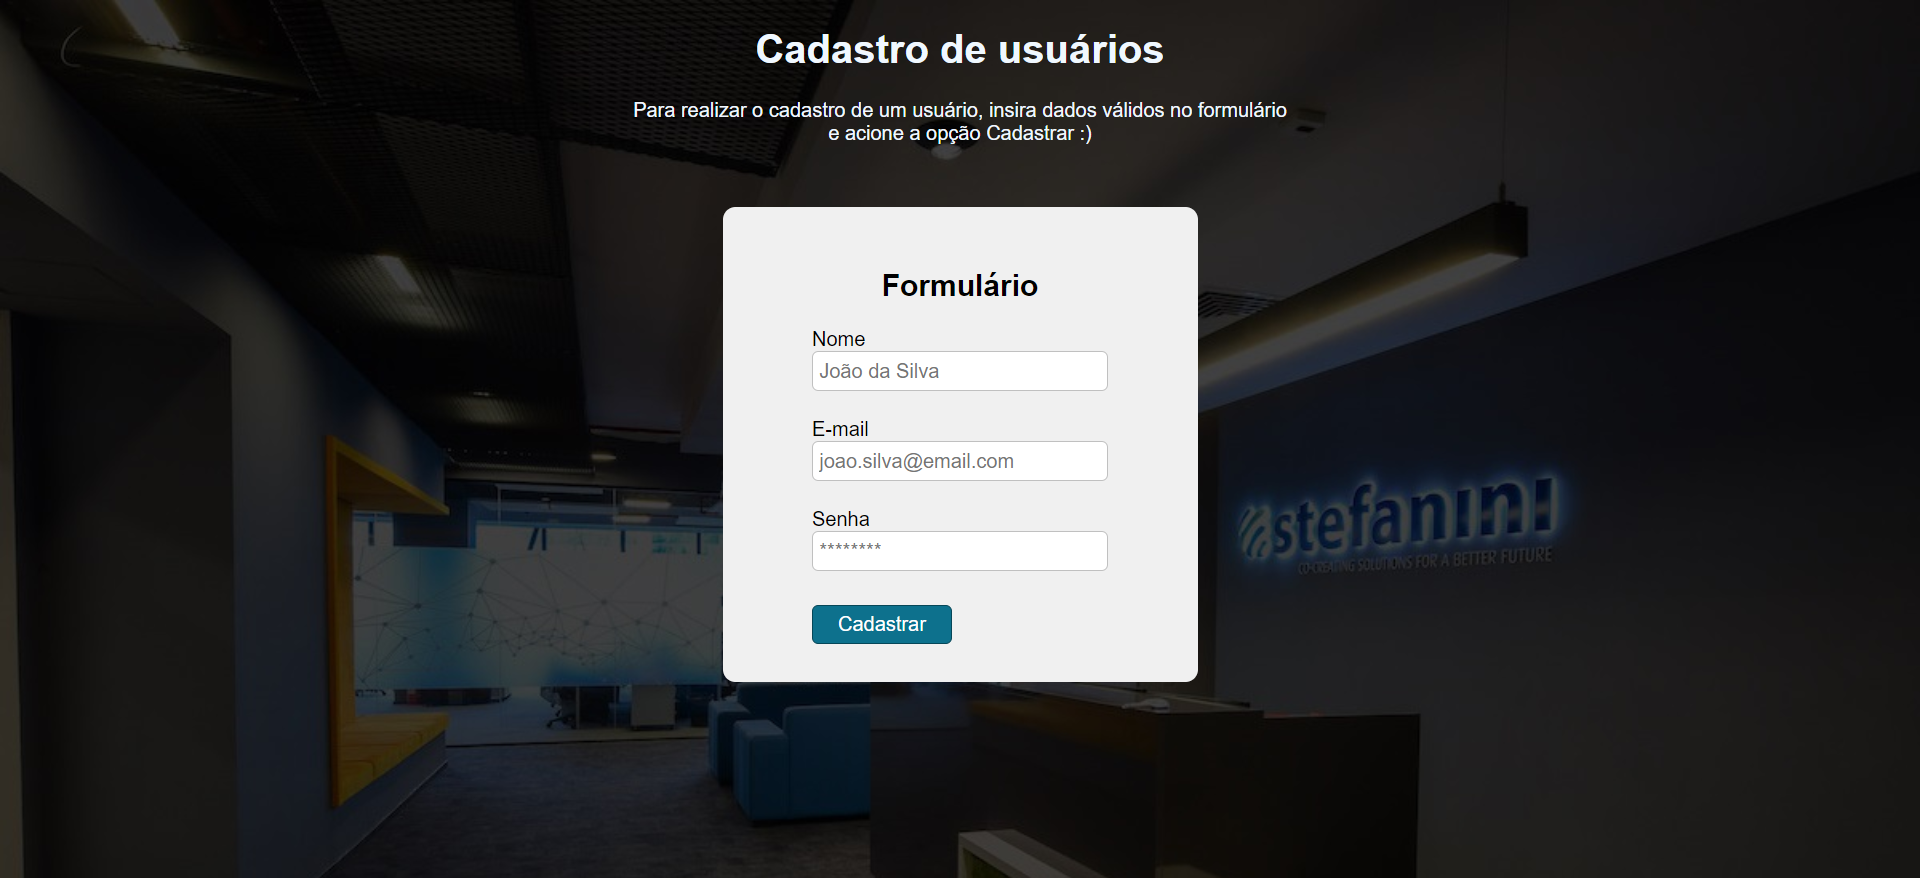 Cadastro de usuários
Para realizar o cadastro de um usuário, insira dados válidos no formulário
e acione a opção Cadastrar :)
Formulário
Nome
João da Silva
E-mail
joao.silva@email.com
Senha
********
Cadastrar
stefanini
CO-CREATING SOLUTIONS FOR A BETTER FUTURE